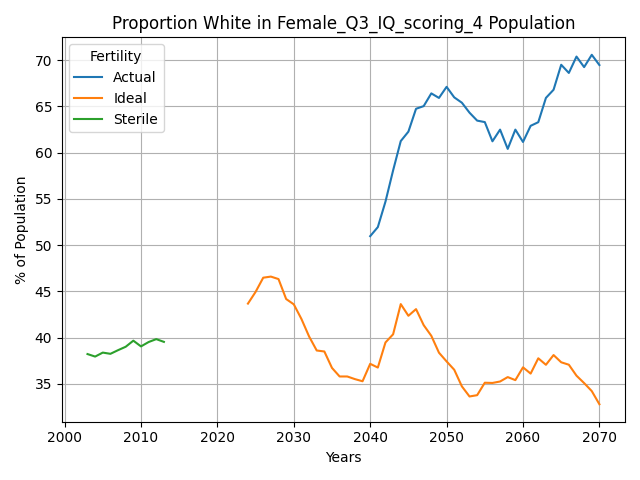 Proportion White in Female_Q3_IQ_scoring_4 Population
Fertility
Actual
Ideal
Sterile
% of Population
70
65
60
55
50
45
40
35
2000 2010 2020 2030 2040 2050 2060 2070
Years